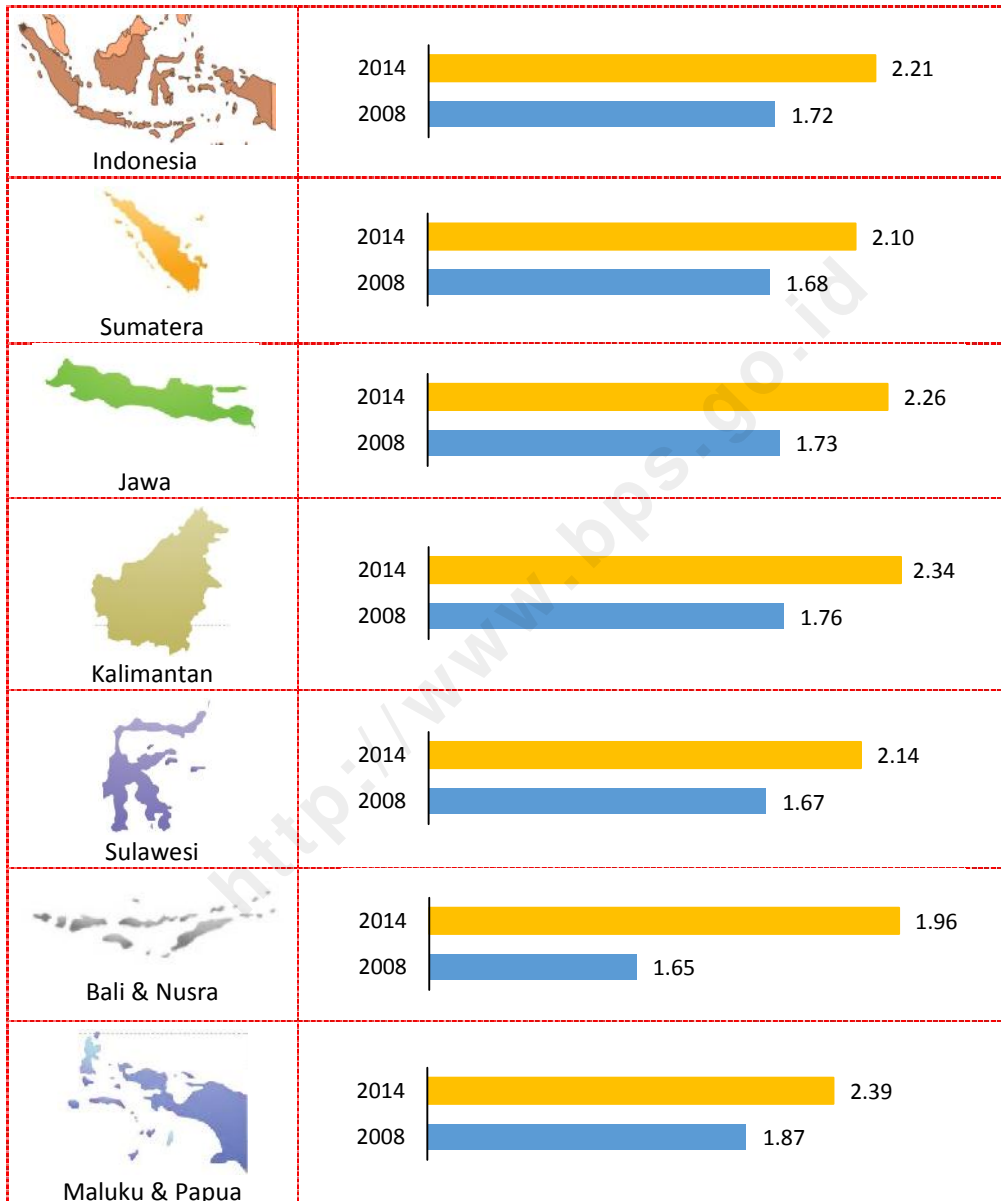 2014 2.21
2008 1.72
Indonesia
2014 2.10
2008 1.68
Sumatera
2014 2.26
2008 1.73
Jawa
2014 2.34
2008 1.76
Kalimantan
2014 2.14
2008 1.67
Sulawesi
2014 1.96
2008 1.65
Bali & Nusra
2014 2.39
2008 1.87
Maluku & Papua
http://www.bps.go.id